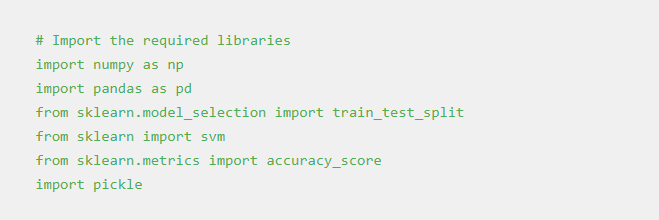 # Import the required libraries
import numpy as np
import pandas as pd
from sklearn.model_selection import train_test_split
from sklearn import svm
from sklearn.metrics import accuracy_score
import pickle